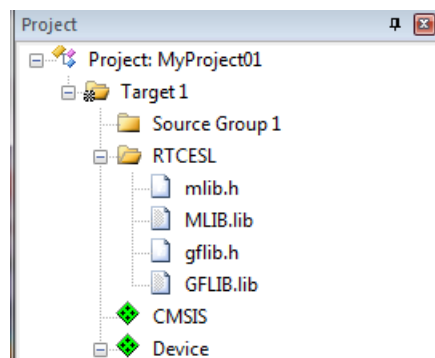 Project
Project: MyProject01
Target 1
Source Group 1
RTCESL
mlib.h
MLIB.lib
gflib.h
GFLIB.lib
CMSIS
Device